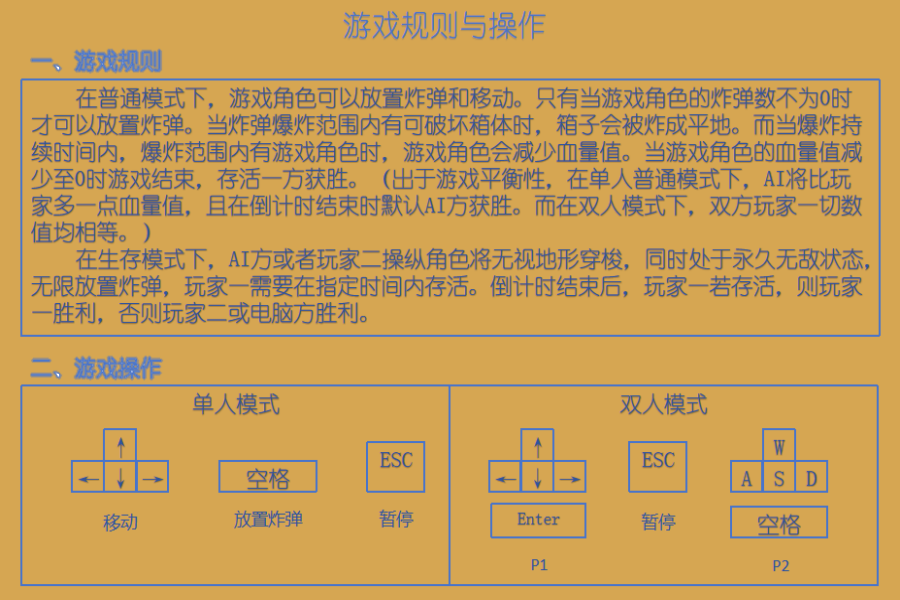 游戏规则与操作
一、游戏规则
在普通模式下，游戏角色可以放置炸弹和移动。只有当游戏角色的炸弹数不为0时
才可以放置炸弹。当炸弹爆炸范围内有可破坏箱体时，箱子会被炸成平地。而当爆炸持
续时间内，爆炸范围内有游戏角色时，游戏角色会减少血量值。当游戏角色的血量值减
少至0时游戏结束，存活一方获胜。（出于游戏平衡性，在单人普通模式下，AI将比玩
家多一点血量值，且在倒计时结束时默认AI方获胜。而在双人模式下，双方玩家一切数
值均相等。）
在生存模式下，AI方或者玩家二操纵角色将无视地形穿梭，同时处于永久无敌状态，
无限放置炸弹，玩家一需要在指定时间内存活。倒计时结束后，玩家一若存活，则玩家
一胜利，否则玩家二或电脑方胜利。
二、游戏操作
单人模式
↑
← ↓ →
空格
ESC
移动
放置炸弹
暂停
双人模式
↑
← ↓ →
Enter
P1
ESC
暂停
W
A S D
空格
P2